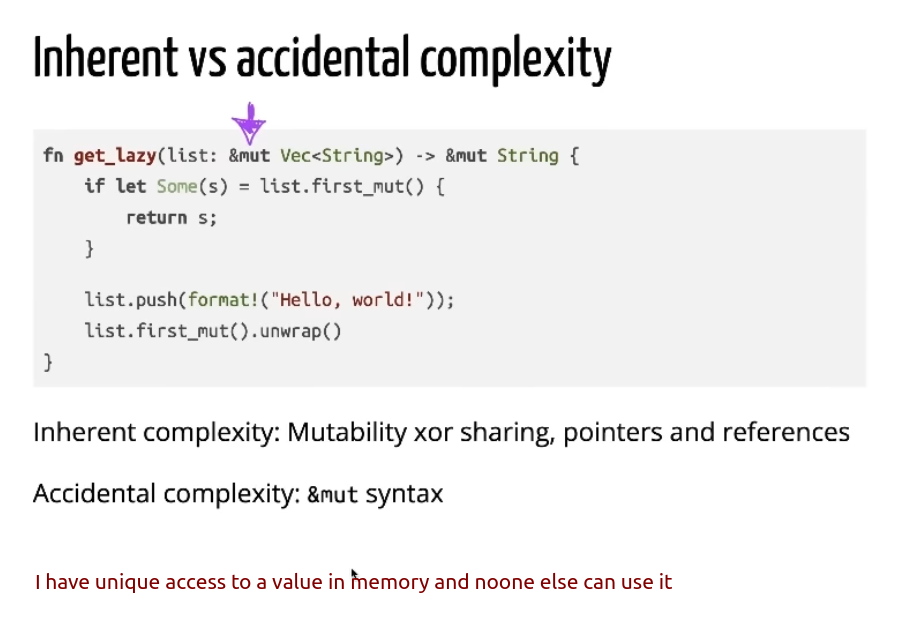 Inherent vs accidental complexity
fn get_lazy(list: &mut Vec<String>) -> &mut String {
    if let Some(s) = list.first_mut() {
        return s;
    }
    list.push(format!("Hello, world!"));
    list.first_mut().unwrap()
}
Inherent complexity: Mutability xor sharing, pointers and references
Accidental complexity: &mut syntax
I have unique access to a value in memory and noone else can use it